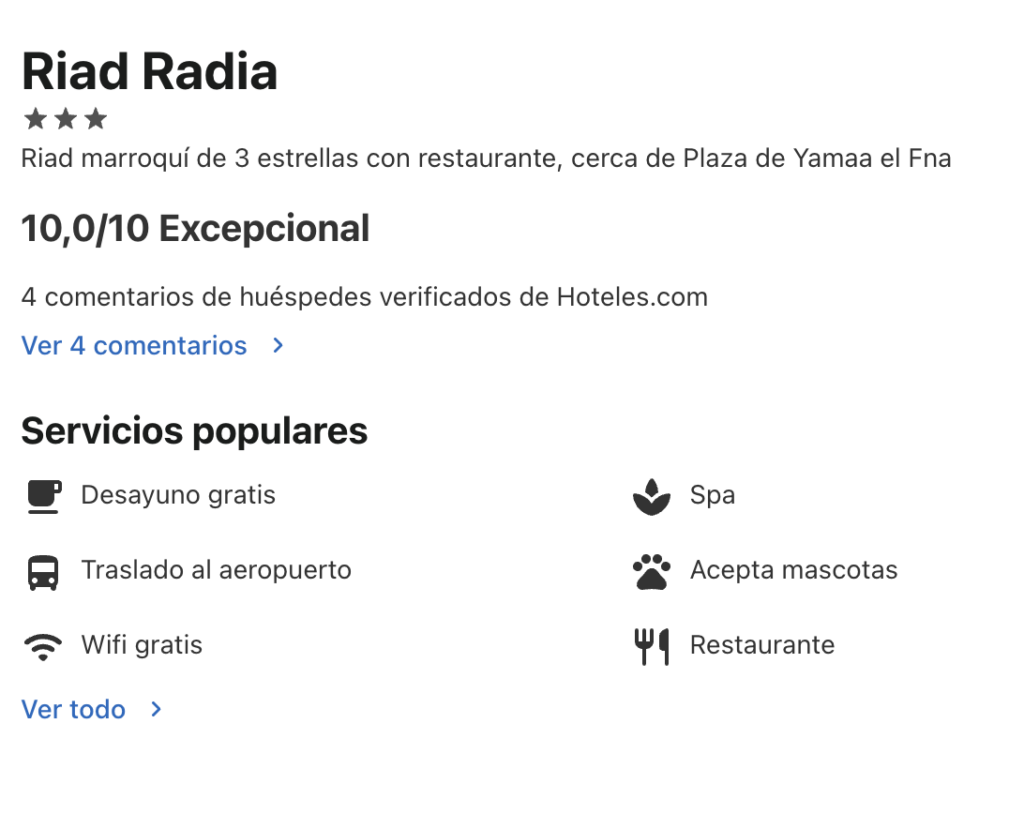 Riad Radia
Riad marroquí de 3 estrellas con restaurante, cerca de Plaza de Yamaa el Fna
10,0/10 Excepcional
4 comentarios de huéspedes verificados de Hoteles.com
Ver 4 comentarios
Servicios populares
Desayuno gratis
Spa
Traslado al aeropuerto
Acepta mascotas
Wifi gratis
Restaurante
Ver todo